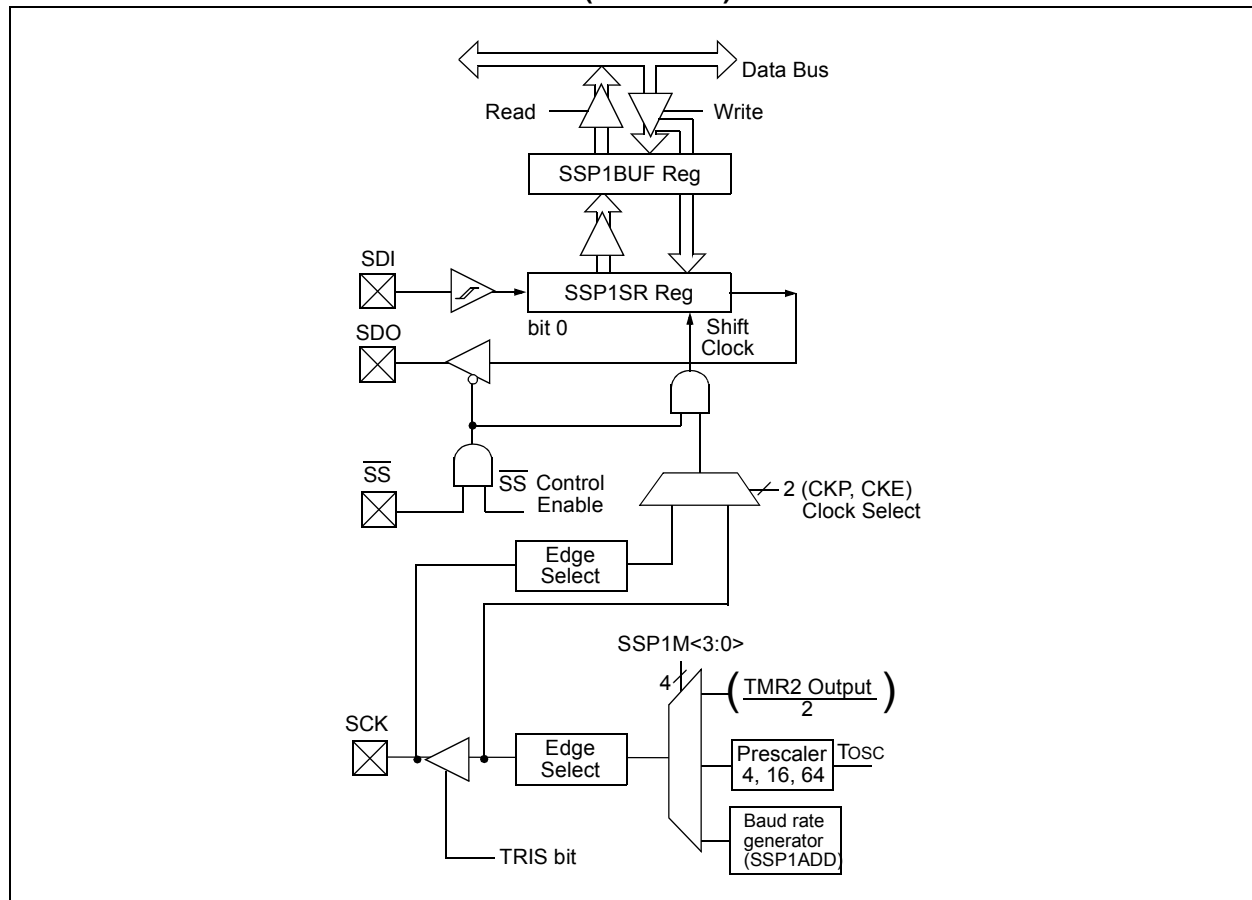 Data Bus
Read
Write
SSP1BUF Reg
SDI
SSP1SR Reg
bit 0
Shift
Clock
SDO
SS
SS Control
Enable
2 (CKP, CKE)
Clock Select
Edge
Select
SSP1M<3:0>
4
(TMR2 Output)
2
SCK
Edge
Select
Prescaler
4, 16, 64
TOSC
Baud rate
generator
(SSP1ADD)
TRIS bit